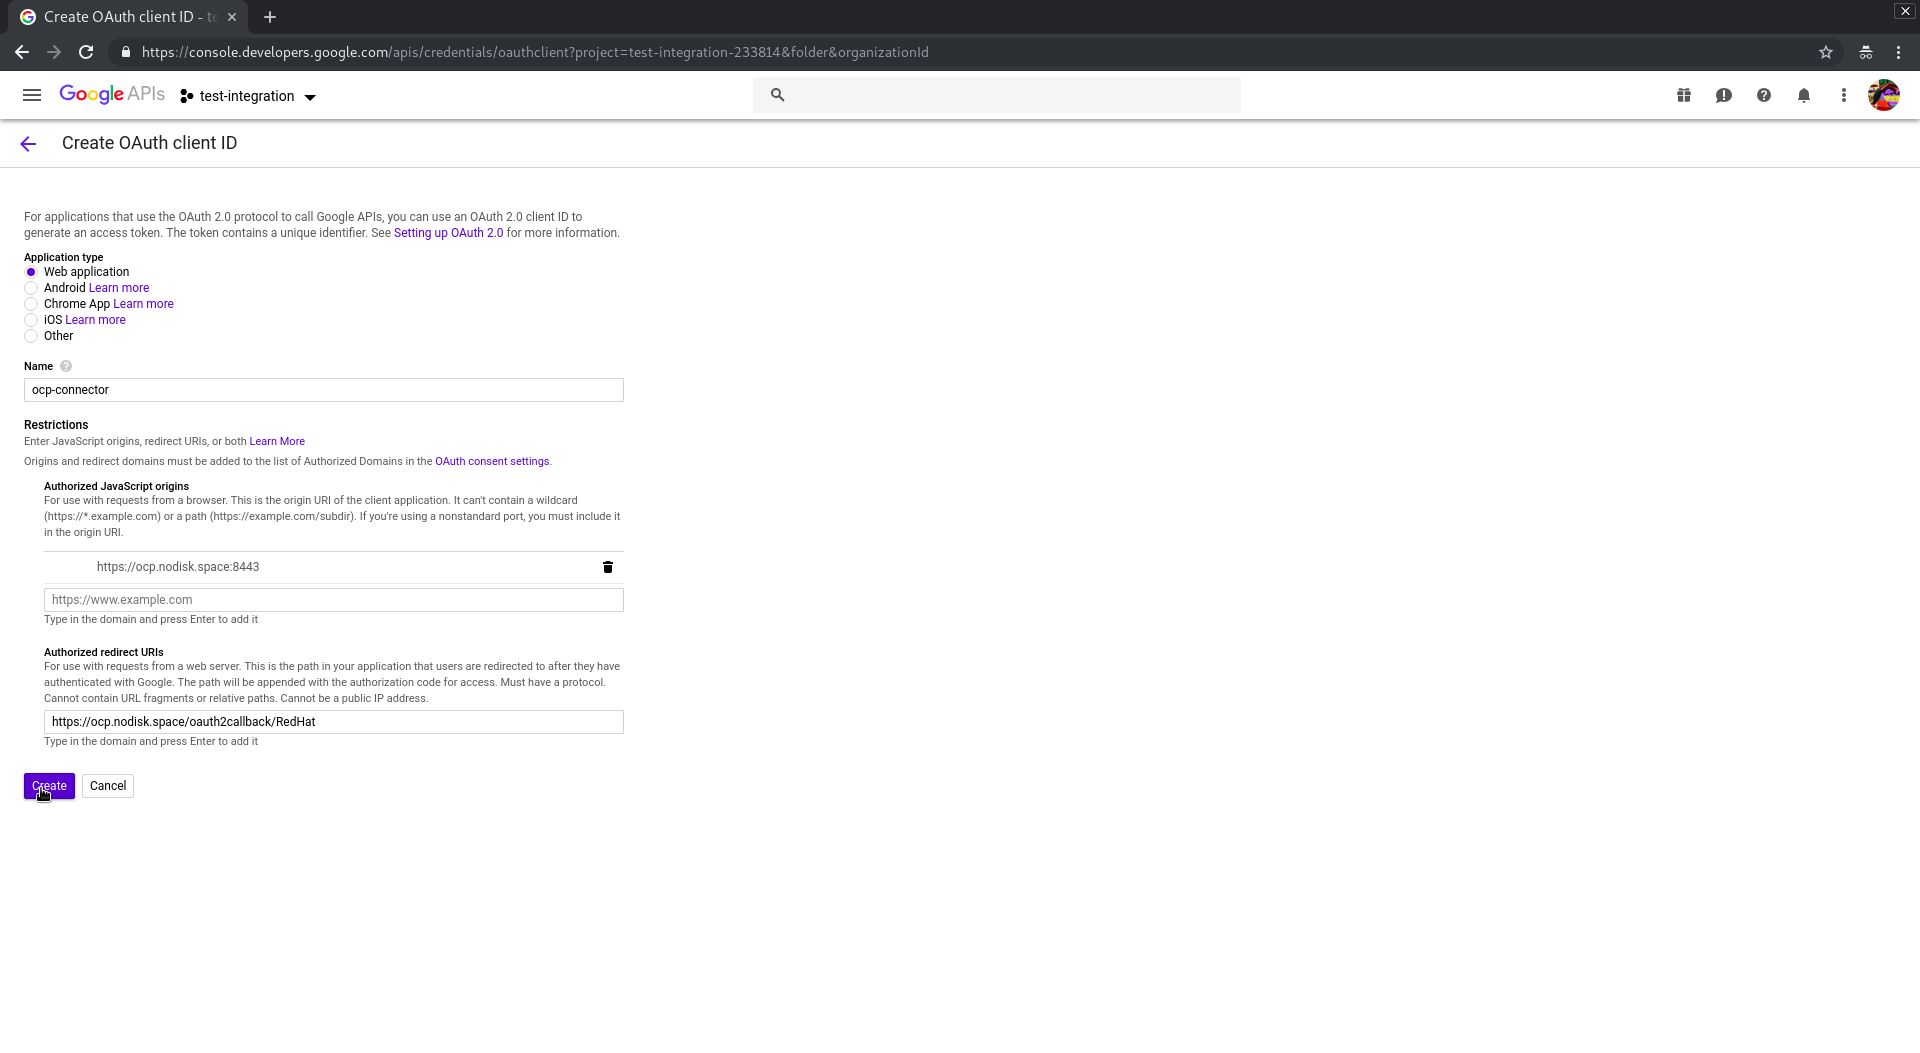 Create OAuth client ID - te
https://console.developers.google.com/apis/credentials/oauthclient?project=test-integration-233814&folder&organizationId
Google APIs
test-integration
Create OAuth client ID
For applications that use the OAuth 2.0 protocol to call Google APIs, you can use an OAuth 2.0 client ID to
generate an access token. The token contains a unique identifier. See Setting up OAuth 2.0 for more information.
Application type
Web application
Android Learn more
Chrome App Learn more
iOS Learn more
Other
Name ?
ocp-connector
Restrictions
Enter JavaScript origins, redirect URIs, or both Learn More
Origins and redirect domains must be added to the list of Authorized Domains in the OAuth consent settings.
Authorized JavaScript origins
For use with requests from a browser. This is the origin URI of the client application. It can't contain a wildcard
(https://*.example.com) or a path (https://example.com/subdir). If you're using a nonstandard port, you must include it
in the origin URI.
https://ocp.nodisk.space:8443
https://www.example.com
Type in the domain and press Enter to add it
Authorized redirect URIs
For use with requests from a web server. This is the path in your application that users are redirected to after they have
authenticated with Google. The path will be appended with the authorization code for access. Must have a protocol.
Cannot contain URL fragments or relative paths. Cannot be a public IP address.
https://ocp.nodisk.space/oauth2callback/RedHat
Type in the domain and press Enter to add it
Create
Cancel